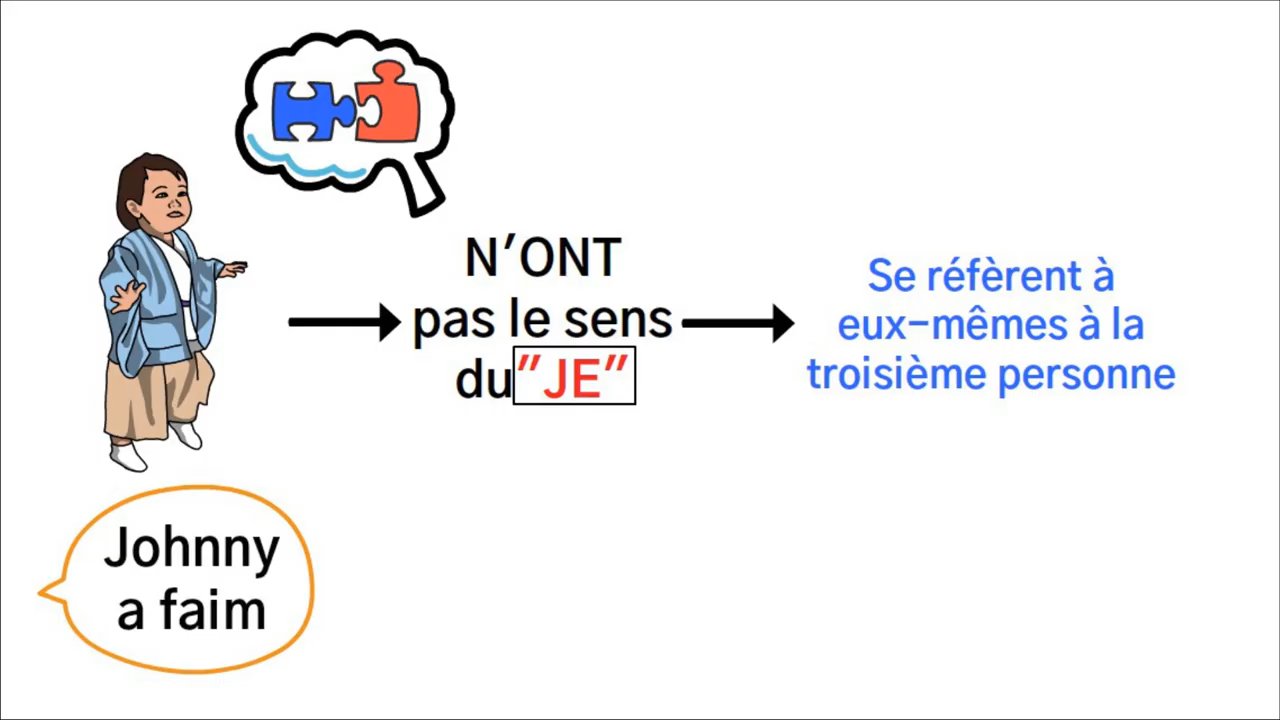 N'ONT
pas le sens
du "JE"
Se réfèrent à
eux-mêmes à la
troisième personne
Johnny
a faim